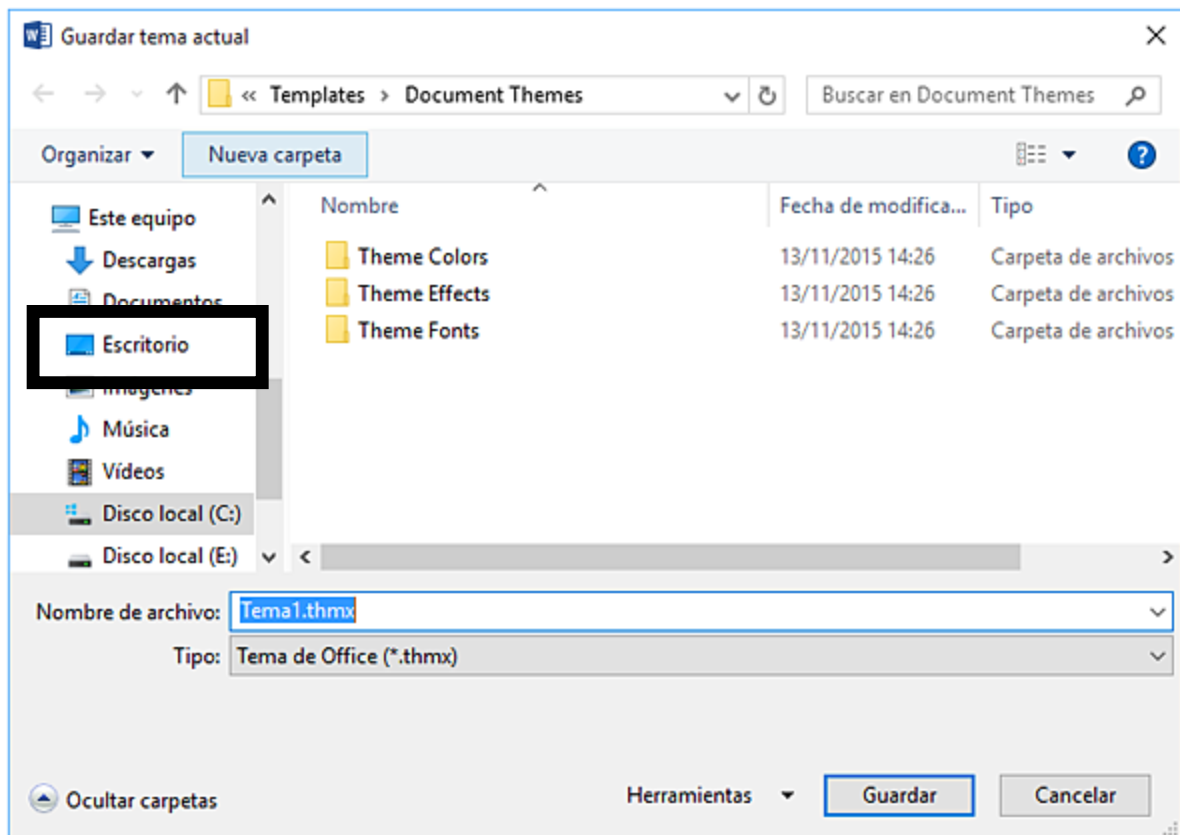 Guardar tema actual
« Templates › Document Themes
Buscar en Document Themes
Organizar
Nueva carpeta
Este equipo
Descargas
Documentos
Escritorio
Imágenes
Música
Vídeos
Disco local (C:)
Disco local (E:)
Nombre Fecha de modifica... Tipo
Theme Colors 13/11/2015 14:26 Carpeta de archivos
Theme Effects 13/11/2015 14:26 Carpeta de archivos
Theme Fonts 13/11/2015 14:26 Carpeta de archivos
Nombre de archivo: Tema1.thmx
Tipo: Tema de Office (*.thmx)
Ocultar carpetas
Herramientas
Guardar
Cancelar